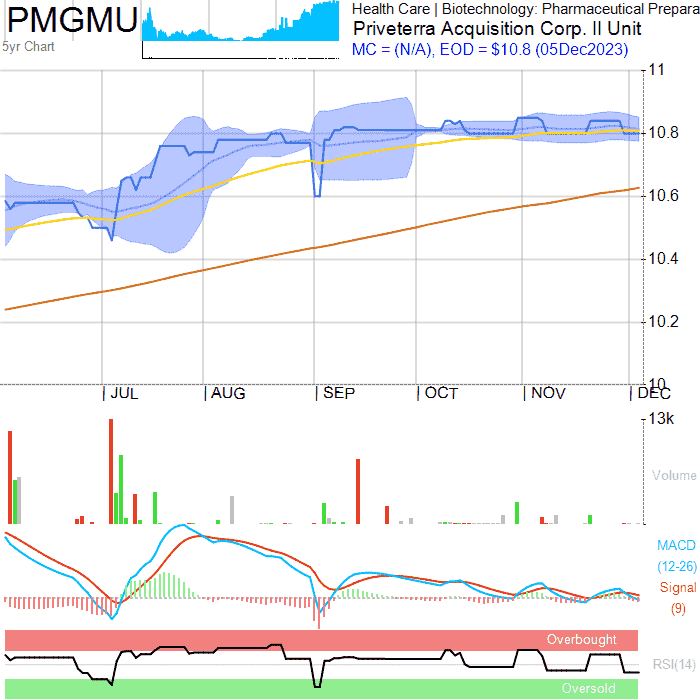 PMGMU
5yr Chart
Health Care | Biotechnology: Pharmaceutical Prepara
Priveterra Acquisition Corp. II Unit
MC = (N/A), EOD = $10.8 (05Dec2023)
11
10.8
10.6
10.4
10.2
10
JUL AUG SEP OCT NOV DEC
13k
Volume
MACD
(12-26)
Signal
(9)
Overbought
RSI(14)
Oversold